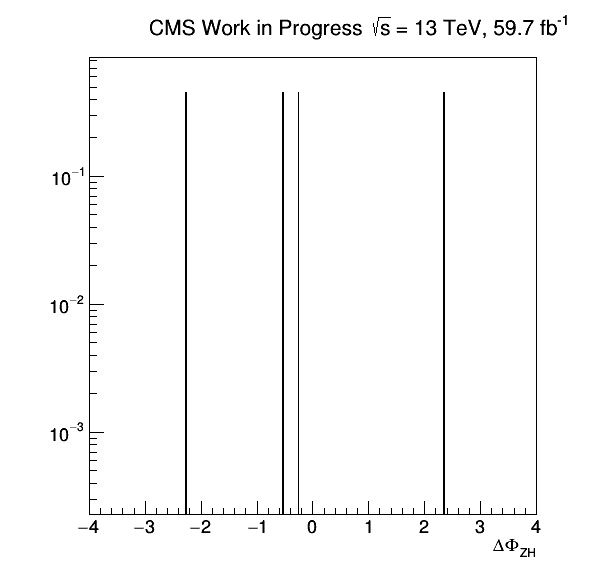 CMS Work in Progress √s = 13 TeV, 59.7 fb⁻¹
10⁻¹
10⁻²
10⁻³
−4 −3 −2 −1 0 1 2 3 4
ΔΦ_ZH